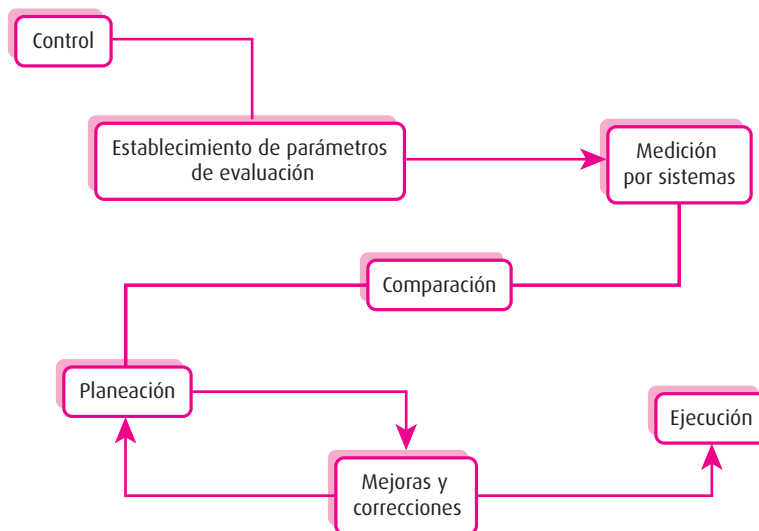 Control
Establecimiento de parámetros
de evaluación
Medición
por sistemas
Comparación
Planeación
Ejecución
Mejoras y
correcciones